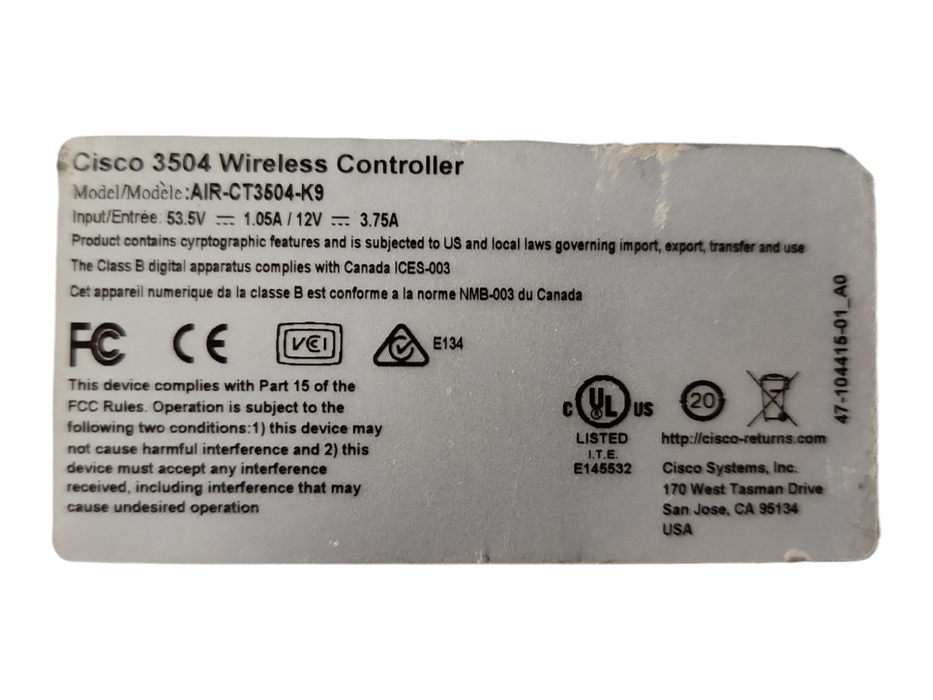 Cisco 3504 Wireless Controller
Model/Modèle:AIR-CT3504-K9
Input/Entrée: 53.5V ⎓ 1.05A / 12V ⎓ 3.75A
Product contains cyrptographic features and is subjected to US and local laws governing import, export, transfer and use
The Class B digital apparatus complies with Canada ICES-003
Cet appareil numerique da la classe B est conforme a la norme NMB-003 du Canada
FC CE VCI E134
This device complies with Part 15 of the
FCC Rules. Operation is subject to the
following two conditions:1) this device may
not cause harmful interference and 2) this
device must accept any interference
received, including interference that may
cause undesired operation
C UL US
LISTED
I.T.E.
E145532
20
http://cisco-returns.com
Cisco Systems, Inc.
170 West Tasman Drive
San Jose, CA 95134
USA
47-104415-01_A0